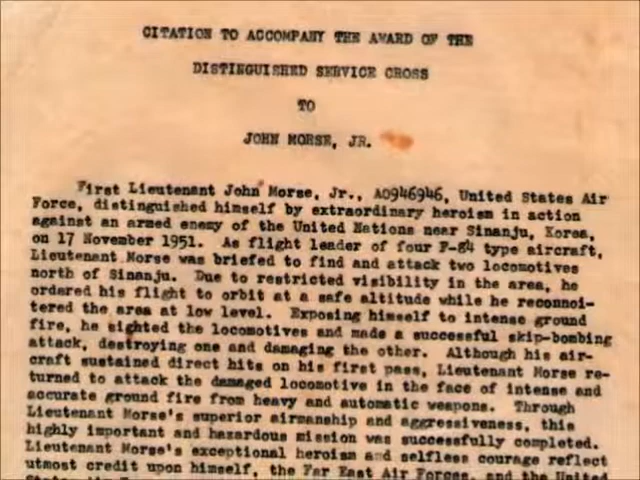 CITATION TO ACCOMPANY THE AWARD OF THE
DISTINGUISHED SERVICE CROSS
TO
JOHN MORSE, JR.
First Lieutenant John Morse, Jr., AO946946, United States Air
Force, distinguished himself by extraordinary heroism in action
against an armed enemy of the United Nations near Sinanju, Korea,
on 17 November 1951. As flight leader of four F-84 type aircraft,
Lieutenant Morse was briefed to find and attack two locomotives
north of Sinanju. Due to restricted visibility in the area, he
ordered his flight to orbit at a safe altitude while he reconnoi-
tered the area at low level. Exposing himself to intense ground
fire, he sighted the locomotives and made a successful skip-bombing
attack, destroying one and damaging the other. Although his air-
craft sustained direct hits on his first pass, Lieutenant Morse re-
turned to attack the damaged locomotive in the face of intense and
accurate ground fire from heavy and automatic weapons. Through
Lieutenant Morse's superior airmanship and aggressiveness, this
highly important and hazardous mission was successfully completed.
Lieutenant Morse's exceptional heroism and selfless courage reflect
utmost credit upon himself, the Far East Air Forces, and the United